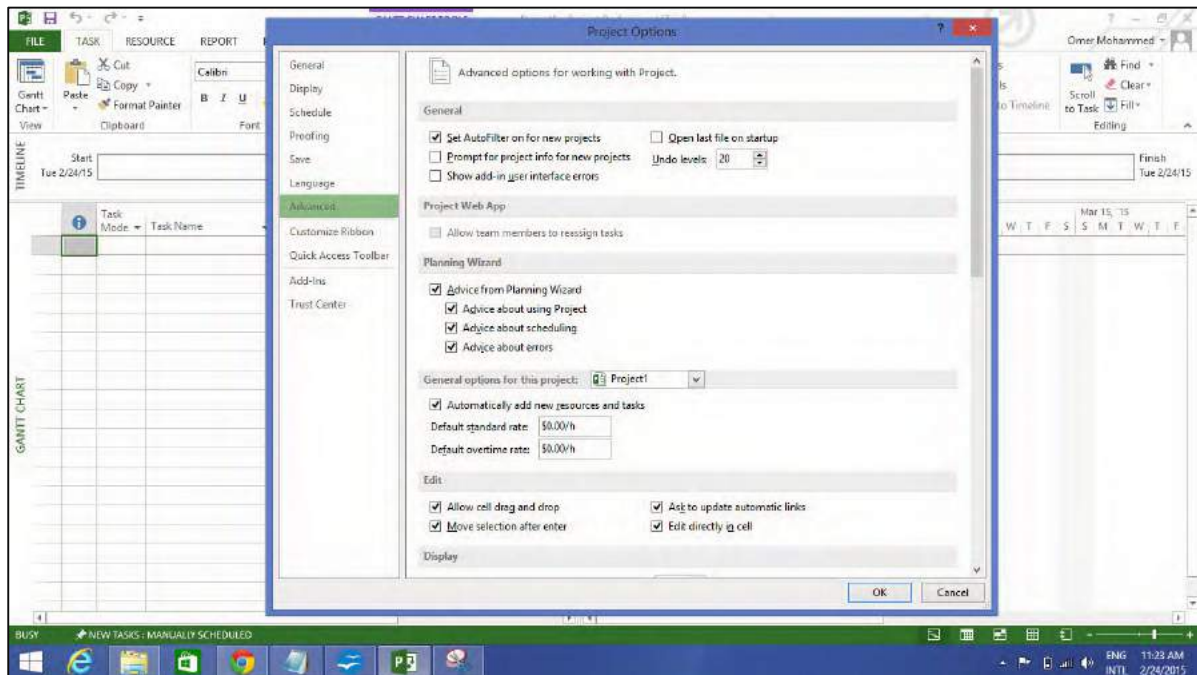 Project Options
?
FILE
TASK
RESOURCE
REPORT
Omer Mohammed
Gantt
Chart
View
Paste
Cut
Copy
Format Painter
Clipboard
Calibri
B I U
Font
to Timeline
Scroll
to Task
Find
Clear
Fill
Editing
TIMELINE
Start
Tue 2/24/15
Finish
Tue 2/24/15
Task
Mode
Task Name
Mar 15, '15
W T F S S M T W T F
GANTT CHART
General
Display
Schedule
Proofing
Save
Language
Advanced
Customize Ribbon
Quick Access Toolbar
Add-Ins
Trust Center
Advanced options for working with Project.
General
Set AutoFilter on for new projects
Open last file on startup
Prompt for project info for new projects
Undo levels: 20
Show add-in user interface errors
Project Web App
Allow team members to reassign tasks
Planning Wizard
Advice from Planning Wizard
Advice about using Project
Advice about scheduling
Advice about errors
General options for this project: Project1
Automatically add new resources and tasks
Default standard rate: $0.00/h
Default overtime rate: $0.00/h
Edit
Allow cell drag and drop
Ask to update automatic links
Move selection after enter
Edit directly in cell
Display
OK
Cancel
BUSY
NEW TASKS : MANUALLY SCHEDULED
ENG
INTL
11:23 AM
2/24/2015